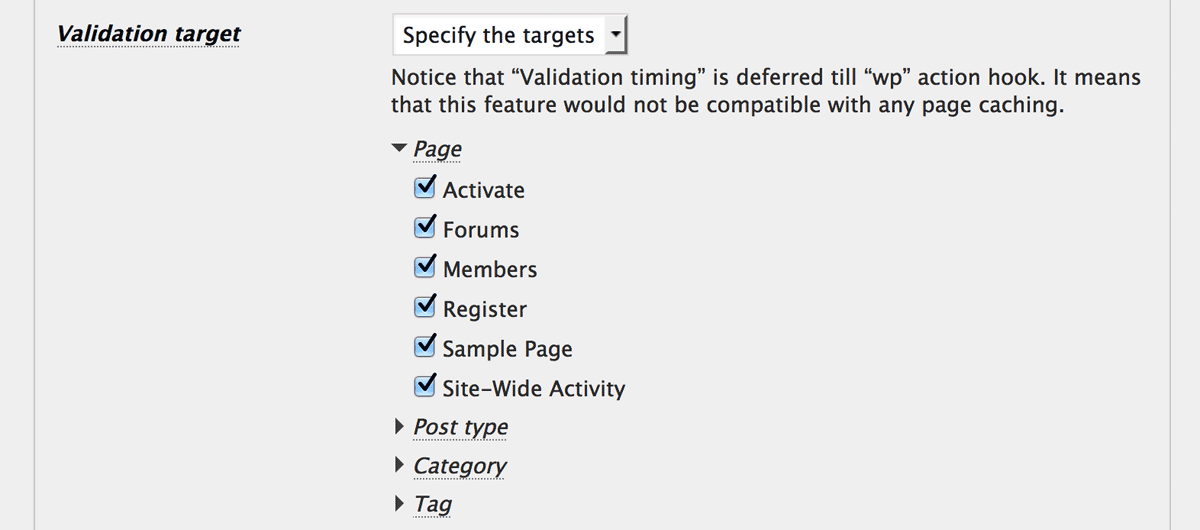 Validation target
Specify the targets
Notice that “Validation timing” is deferred till “wp” action hook. It means
that this feature would not be compatible with any page caching.
Page
Activate
Forums
Members
Register
Sample Page
Site-Wide Activity
Post type
Category
Tag